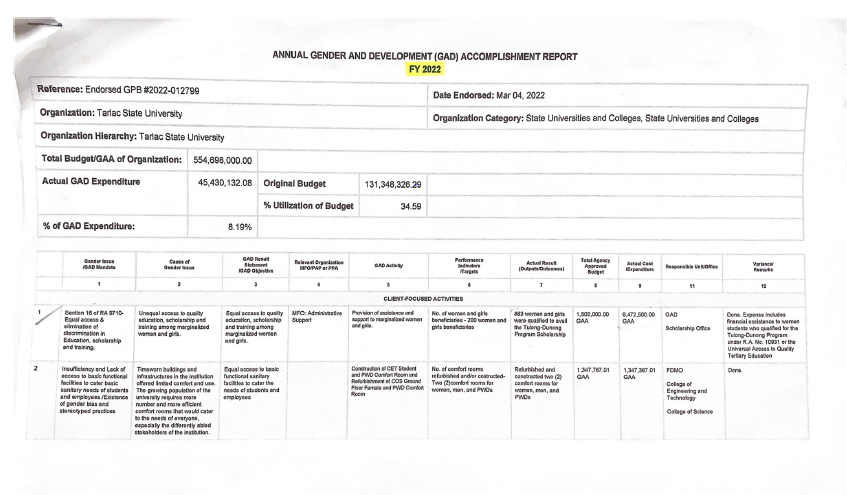 ANNUAL GENDER AND DEVELOPMENT (GAD) ACCOMPLISHMENT REPORT
FY 2022
Reference: Endorsed GPB #2022-012799
Date Endorsed: Mar 04, 2022
Organization: Tarlac State University
Organization Category: State Universities and Colleges, State Universities and Colleges
Organization Hierarchy: Tarlac State University
Total Budget/GAA of Organization: 554,698,000.00
Actual GAD Expenditure 45,430,132.08 Original Budget 131,348,326.29
% Utilization of Budget 34.59
% of GAD Expenditure: 8.19%
Gender Issue
/GAD Mandate
Cause of
Gender Issue
GAD Result
Statement
/GAD Objective
Relevant Organization
MFO/PAP or PPA
GAD Activity
Performance
Indicators
/Targets
Actual Result
(Outputs/Outcomes)
Total Agency
Approved
Budget
Actual Cost
/Expenditure
Responsible Unit/Office
Variance/
Remarks
1 2 3 4 5 6 7 8 9 11 12
CLIENT-FOCUSED ACTIVITIES
1
Section 16 of RA 9710-
Equal access &
elimination of
discrimination in
Education, scholarship
and training.
Unequal access to quality
education, scholarship and
training among marginalized
women and girls.
Equal access to quality
education, scholarship
and training among
marginalized women
and girls.
MFO: Administrative
Support
Provision of assistance and
support to marginalized women
and girls.
No. of women and girls
beneficiaries - 200 women and
girls beneficiaries
663 women and girls
were qualified to avail
the Tulong-Dunong
Program Scholarship
1,500,000.00
GAA
6,472,500.00
GAA
GAD
Scholarship Office
Done. Expense includes
financial assistance to women
students who qualified for the
Tulong-Dunong Program
under R.A. No. 10931 or the
Universal Access to Quality
Tertiary Education
2
Insufficiency and Lack of
access to basic functional
facilities to cater basic
sanitary needs of students
and employees/Existence
of gender bias and
stereotyped practices
Timeworn buildings and
infrastructures in the institution
offered limited comfort and use.
The growing population of the
university requires more
number and more efficient
comfort rooms that would cater
to the needs of everyone,
especially the differently abled
stakeholders of the institution.
Equal access to basic
functional sanitary
facilities to cater the
needs of students and
employees
Construction of CET Student
and PWD Comfort Room and
Refurbishment of COS Ground
Floor Female and PWD Comfort
Room
No. of comfort rooms
refurbished and/or costructed-
Two (2)comfort rooms for
women, men, and PWDs
Refurbished and
constructed two (2)
comfort rooms for
women, men, and
PWDs
1,347,787.01
GAA
1,347,367.01
GAA
FDMO
College of
Engineering and
Technology
College of Science
Done.